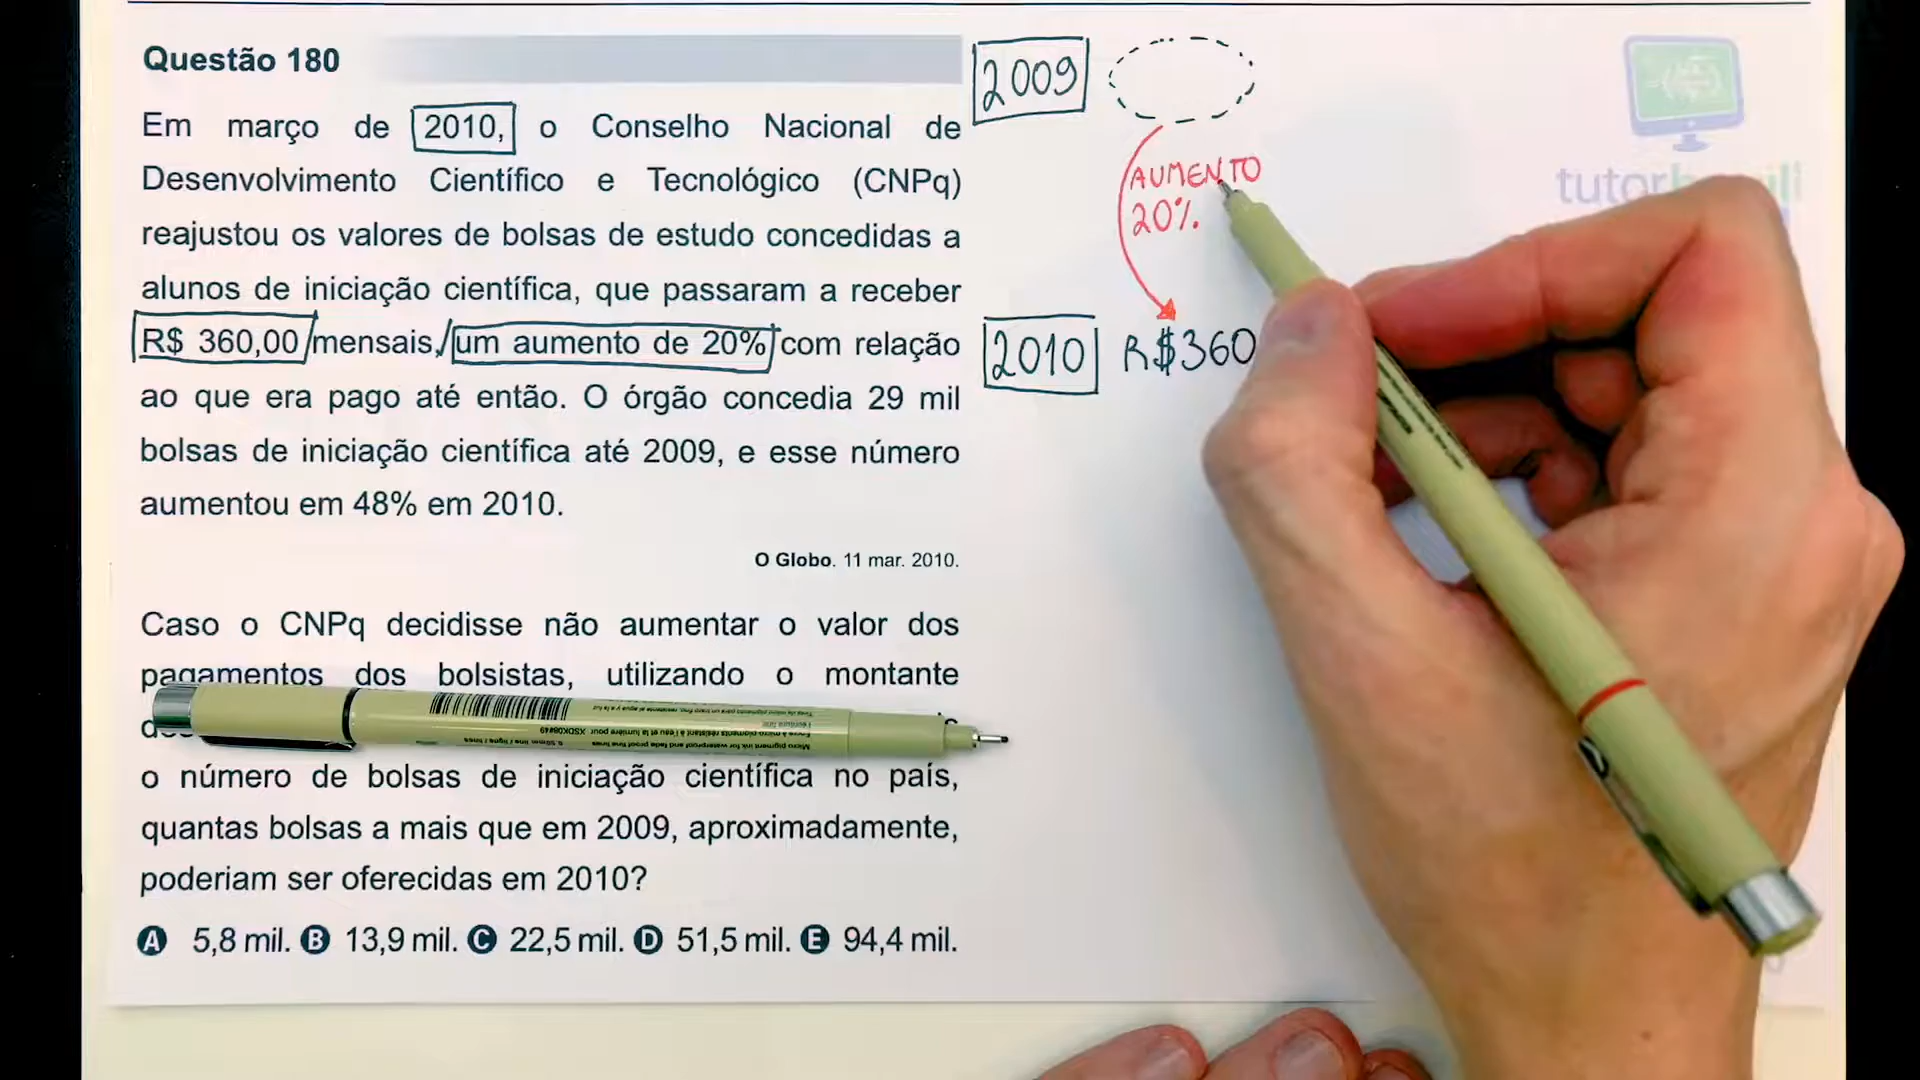 Questão 180
Em março de 2010, o Conselho Nacional de
Desenvolvimento Científico e Tecnológico (CNPq)
reajustou os valores de bolsas de estudo concedidas a
alunos de iniciação científica, que passaram a receber
R$ 360,00 mensais, um aumento de 20% com relação
ao que era pago até então. O órgão concedia 29 mil
bolsas de iniciação científica até 2009, e esse número
aumentou em 48% em 2010.
O Globo. 11 mar. 2010.
Caso o CNPq decidisse não aumentar o valor dos
pagamentos dos bolsistas, utilizando o montante
o número de bolsas de iniciação científica no país,
quantas bolsas a mais que em 2009, aproximadamente,
poderiam ser oferecidas em 2010?
A 5,8 mil. B 13,9 mil. C 22,5 mil. D 51,5 mil. E 94,4 mil.
2009
AUMENTO
20%
2010 R$360
tutorbrasil